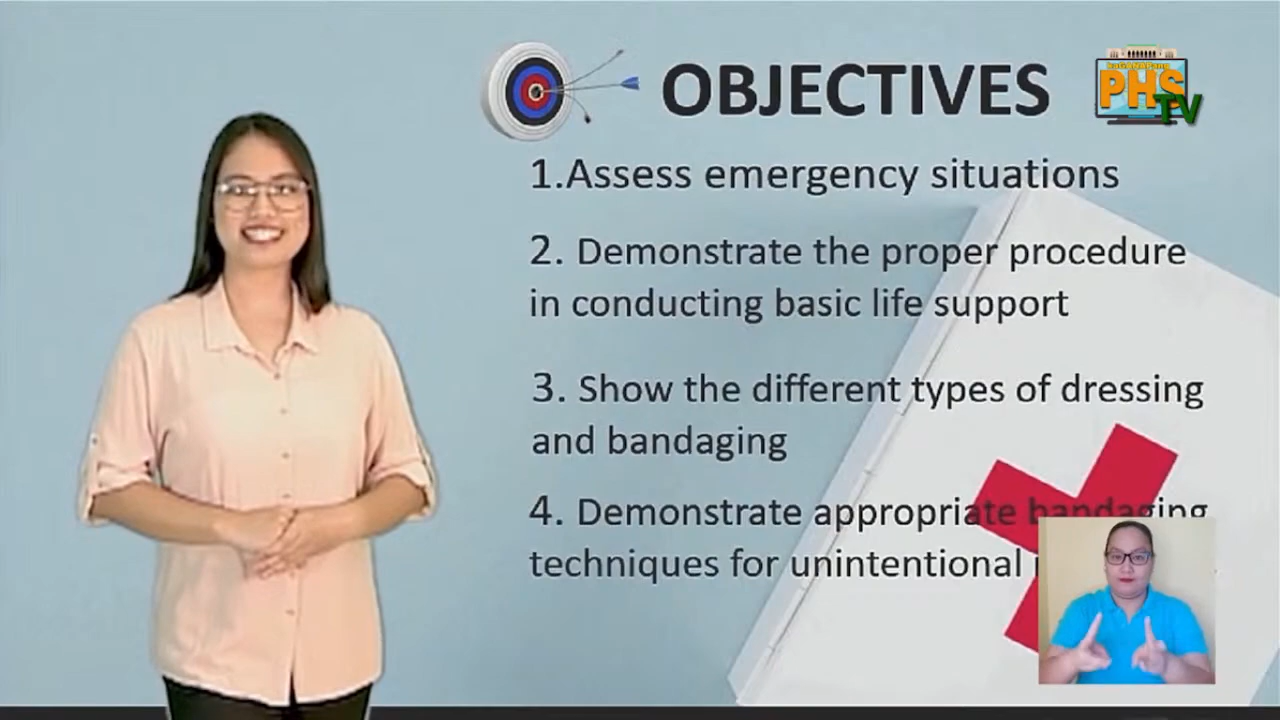 OBJECTIVES
PHS
TV
1.Assess emergency situations
2. Demonstrate the proper procedure
in conducting basic life support
3. Show the different types of dressing
and bandaging
4. Demonstrate appropriate bandaging
techniques for unintentional